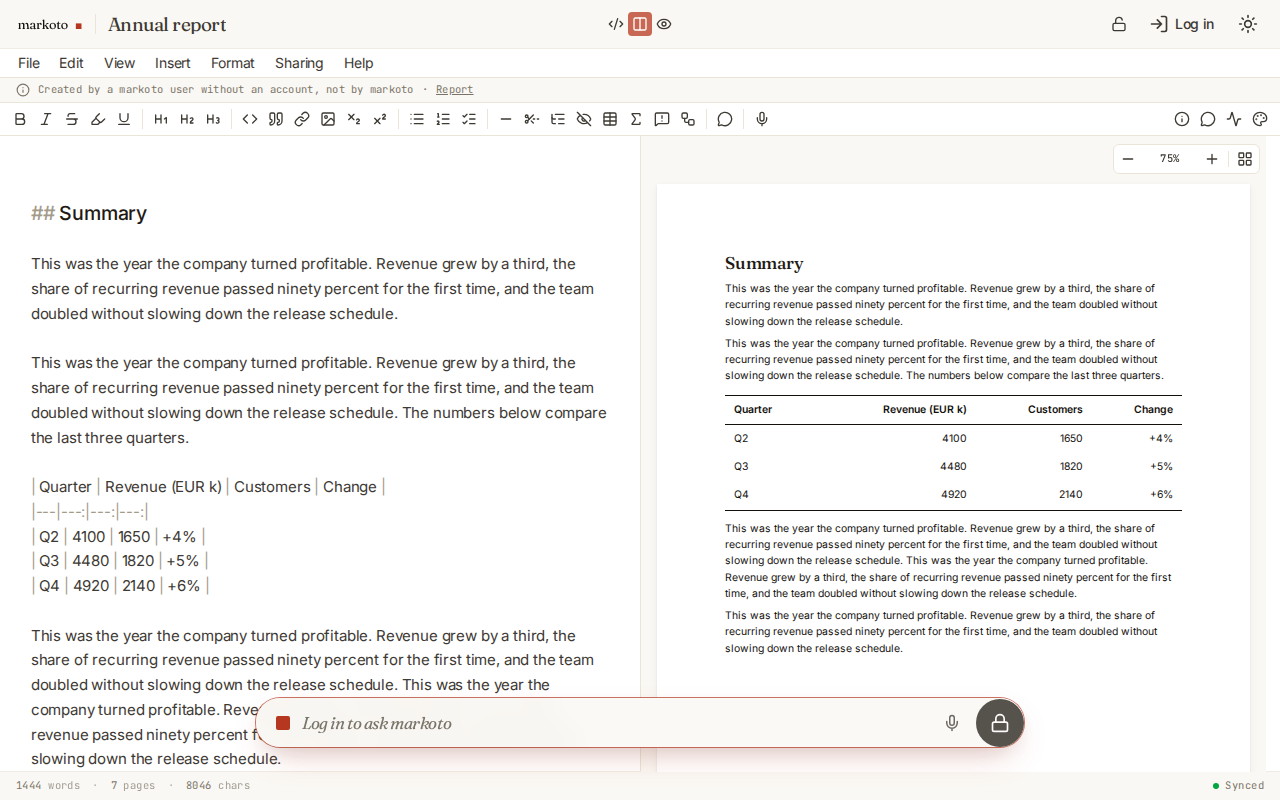 markoto
Annual report
Log in
File Edit View Insert Format Sharing Help
Created by a markoto user without an account, not by markoto · Report
H1 H2 H3
75%
## Summary
This was the year the company turned profitable. Revenue grew by a third, the
share of recurring revenue passed ninety percent for the first time, and the team
doubled without slowing down the release schedule.
This was the year the company turned profitable. Revenue grew by a third, the
share of recurring revenue passed ninety percent for the first time, and the team
doubled without slowing down the release schedule. The numbers below compare
the last three quarters.
| Quarter | Revenue (EUR k) | Customers | Change |
|---|---:|---:|---:|
| Q2 | 4100 | 1650 | +4% |
| Q3 | 4480 | 1820 | +5% |
| Q4 | 4920 | 2140 | +6% |
This was the year the company turned profitable. Revenue grew by a third, the
share of recurring revenue passed ninety percent for the first time, and the team
doubled without slowing down the release schedule. This was the year the
company turned profitable.
revenue passed ninety percent
slowing down the release schedule.
Summary
This was the year the company turned profitable. Revenue grew by a third, the share of
recurring revenue passed ninety percent for the first time, and the team doubled without
slowing down the release schedule.
This was the year the company turned profitable. Revenue grew by a third, the share of
recurring revenue passed ninety percent for the first time, and the team doubled without
slowing down the release schedule. The numbers below compare the last three quarters.
Quarter Revenue (EUR k) Customers Change
Q2 4100 1650 +4%
Q3 4480 1820 +5%
Q4 4920 2140 +6%
This was the year the company turned profitable. Revenue grew by a third, the share of
recurring revenue passed ninety percent for the first time, and the team doubled without
slowing down the release schedule. This was the year the company turned profitable.
Revenue grew by a third, the share of recurring revenue passed ninety percent for the first
time, and the team doubled without slowing down the release schedule.
This was the year the company turned profitable. Revenue grew by a third, the share of
recurring revenue passed ninety percent for the first time, and the team doubled without
slowing down the release schedule.
Log in to ask markoto
1444 words · 7 pages · 8046 chars
Synced